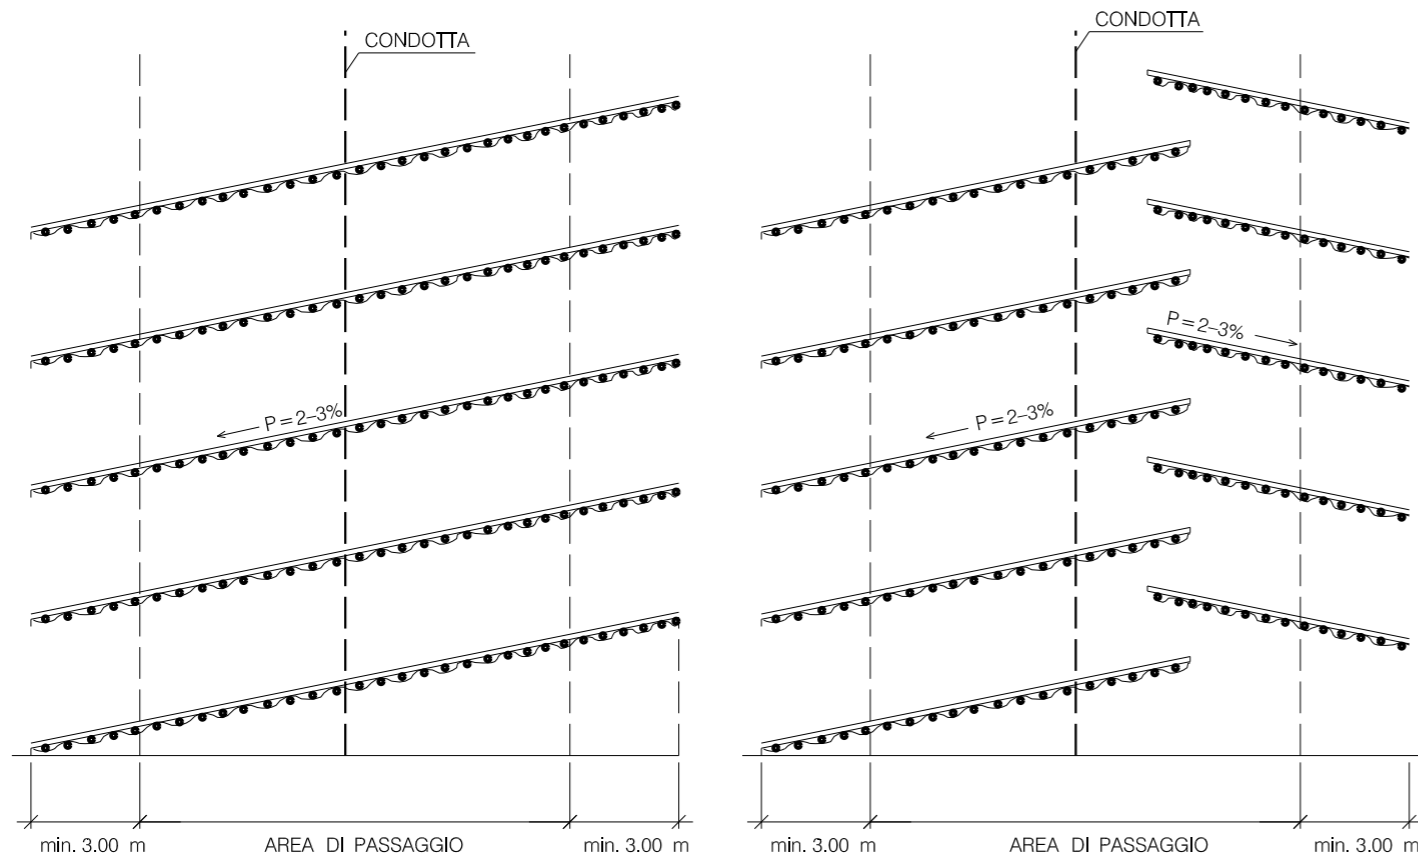 CONDOTTA
P=2–3%
min. 3.00 m
AREA DI PASSAGGIO
min. 3.00 m
CONDOTTA
P=2–3%
P=2–3%
min. 3.00 m
AREA DI PASSAGGIO
min. 3.00 m